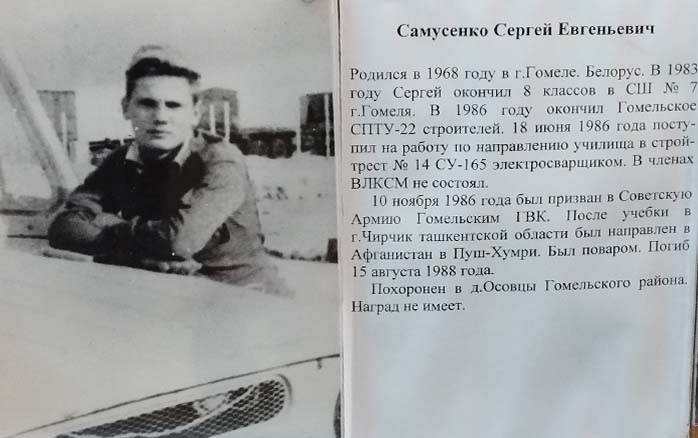 Самусенко Сергей Евгеньевич
Родился в 1968 году в г.Гомеле. Белорус. В 1983
году Сергей окончил 8 классов в СШ № 7
г.Гомеля. В 1986 году окончил Гомельское
СПТУ-22 строителей. 18 июня 1986 года посту-
пил на работу по направлению училища в строй-
трест № 14 СУ-165 электросварщиком. В членах
ВЛКСМ не состоял.
10 ноября 1986 года был призван в Советскую
Армию Гомельским ГВК. После учебки в
г.Чирчик ташкентской области был направлен в
Афганистан в Пуш-Хумри. Был поваром. Погиб
15 августа 1988 года.
Похоронен в д.Осовцы Гомельского района.
Наград не имеет.